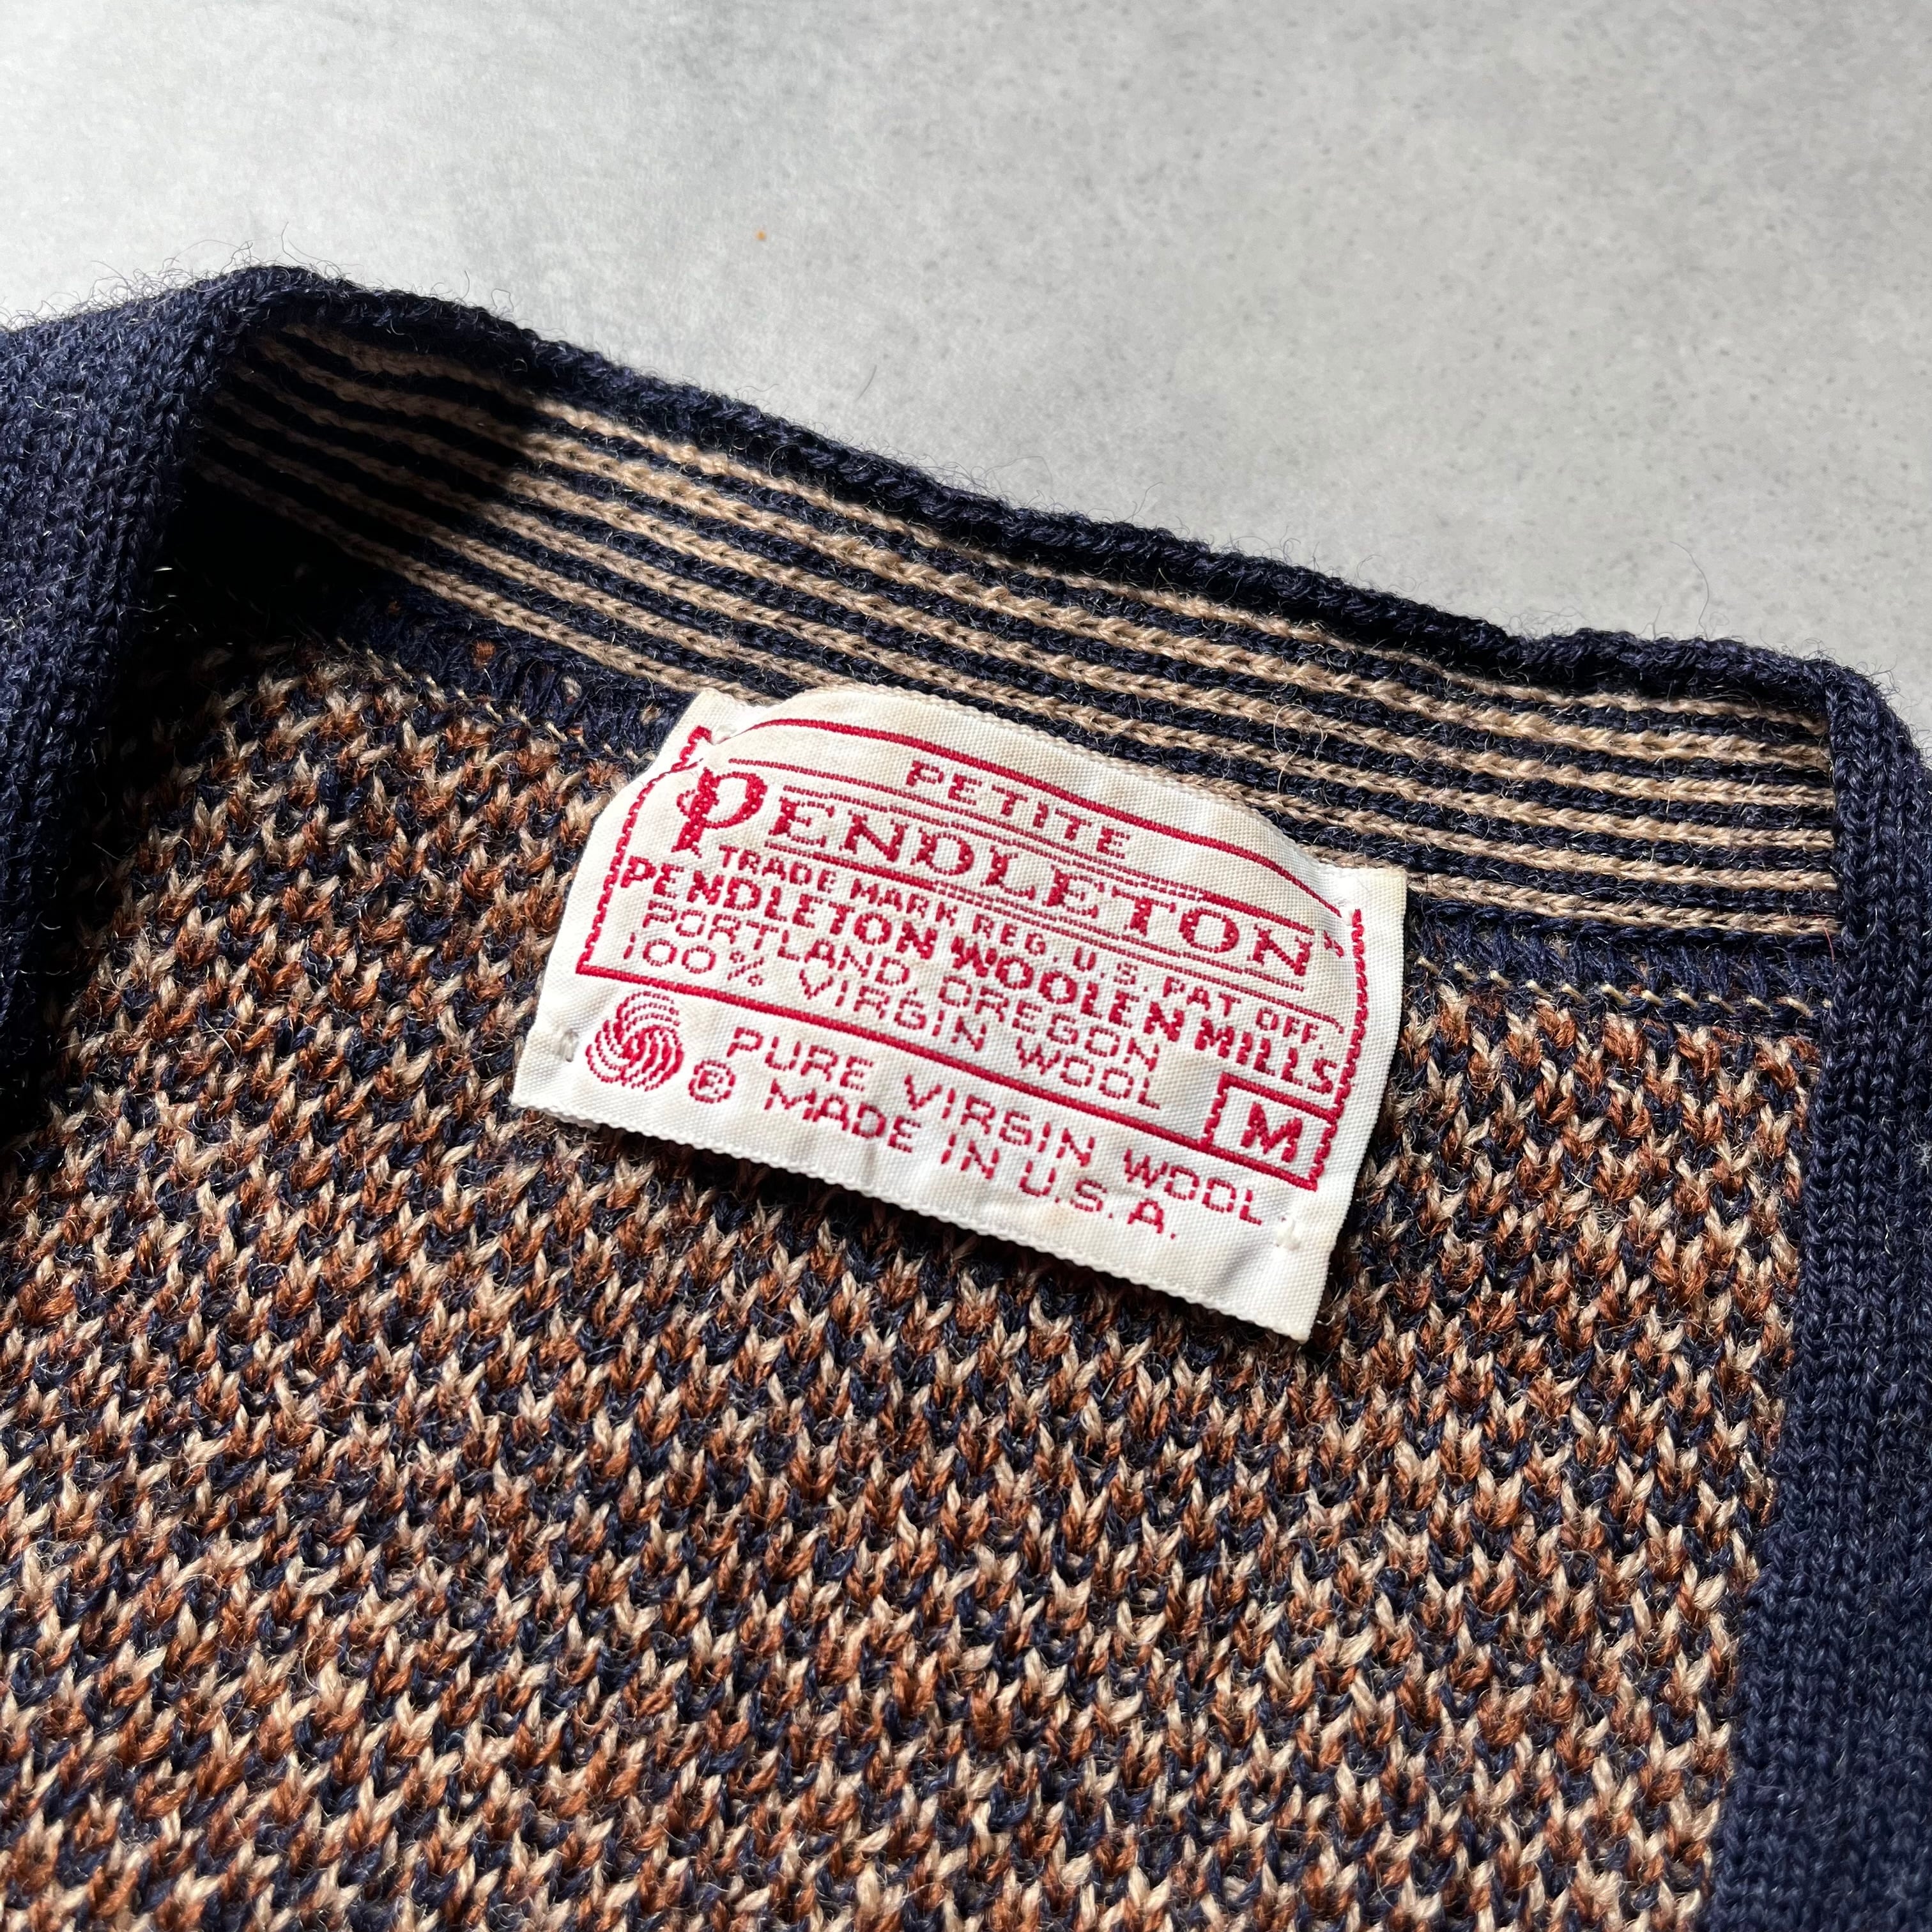 PETITE
PENDLETON
TRADE MARK REG. U.S. PAT. OFF.
PENDLETON WOOLEN MILLS
PORTLAND, OREGON
100% VIRGIN WOOL
M
PURE VIRGIN WOOL
® MADE IN U.S.A.